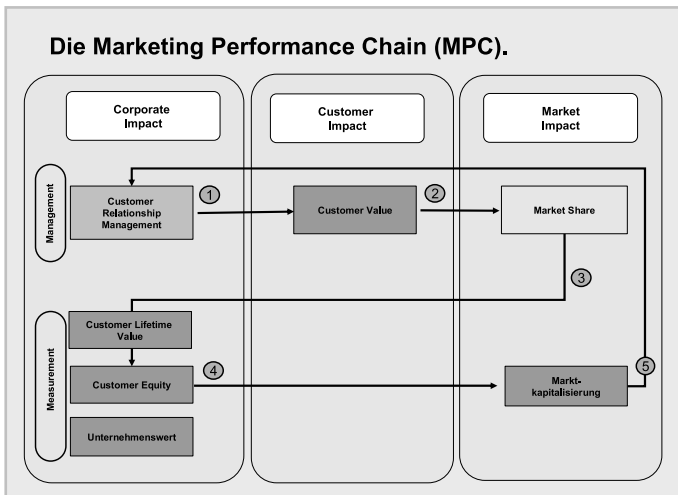 Die Marketing Performance Chain (MPC).
Corporate
Impact
Customer
Impact
Market
Impact
Management
Customer
Relationship
Management
1
Customer Value
2
Market Share
3
Measurement
Customer Lifetime
Value
Customer Equity
4
Markt-
kapitalisierung
5
Unternehmenswert